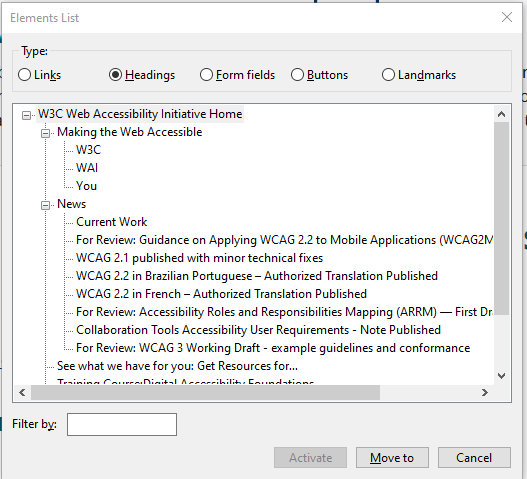 Elements List
Type:
Links Headings Form fields Buttons Landmarks
W3C Web Accessibility Initiative Home
Making the Web Accessible
W3C
WAI
You
News
Current Work
For Review: Guidance on Applying WCAG 2.2 to Mobile Applications (WCAG2M
WCAG 2.1 published with minor technical fixes
WCAG 2.2 in Brazilian Portuguese – Authorized Translation Published
WCAG 2.2 in French – Authorized Translation Published
For Review: Accessibility Roles and Responsibilities Mapping (ARRM) — First Dr
Collaboration Tools Accessibility User Requirements - Note Published
For Review: WCAG 3 Working Draft - example guidelines and conformance
See what we have for you: Get Resources for...
Training Course:Digital Accessibility Foundations
Filter by:
Activate Move to Cancel